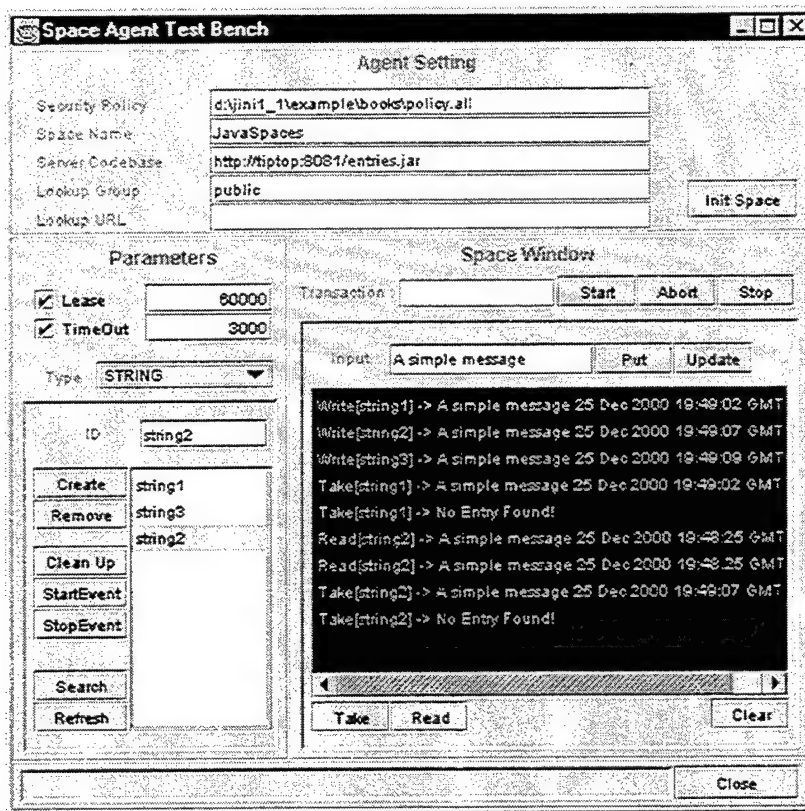 Space Agent Test Bench
Agent Setting
Security Policy d:\jini1_1\example\books\policy.all
Space Name JavaSpaces
Server Codebase http://tiptop:8081/entries.jar
Lookup Group public
Lookup URL
Init Space
Parameters
Lease 60000
TimeOut 3000
Type STRING
ID string2
Create
Remove
Clean Up
StartEvent
StopEvent
Search
Refresh
string1
string3
string2
Space Window
Transaction Start Abort Stop
Input A simple message Put Update
Write[string1] -> A simple message 25 Dec 2000 19:49:02 GMT
Write[string2] -> A simple message 25 Dec 2000 19:49:07 GMT
Write[string3] -> A simple message 25 Dec 2000 19:49:09 GMT
Take[string1] -> A simple message 25 Dec 2000 19:49:02 GMT
Take[string1] -> No Entry Found!
Read[string2] -> A simple message 25 Dec 2000 19:48:25 GMT
Read[string2] -> A simple message 25 Dec 2000 19:48:25 GMT
Take[string2] -> A simple message 25 Dec 2000 19:49:07 GMT
Take[string2] -> No Entry Found!
Take Read Clear
Close